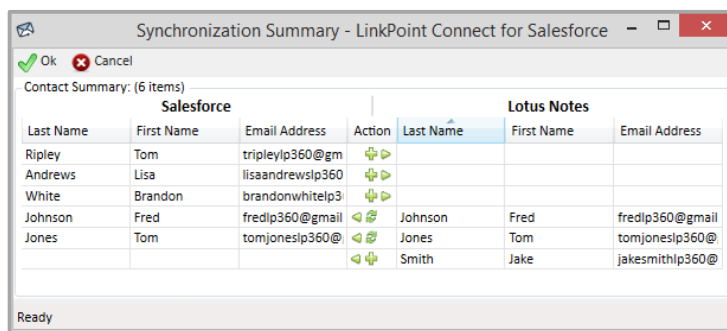 Synchronization Summary - LinkPoint Connect for Salesforce
Ok Cancel
Contact Summary: (6 items)
Salesforce Lotus Notes
Last Name First Name Email Address Action Last Name First Name Email Address
Ripley Tom tripleylp360@gm
Andrews Lisa lisaandrewslp360
White Brandon brandonwhitelp3
Johnson Fred fredlp360@gmail Johnson Fred fredlp360@gmail
Jones Tom tomjoneslp360@ Jones Tom tomjoneslp360@
Smith Jake jakesmithlp360@
Ready